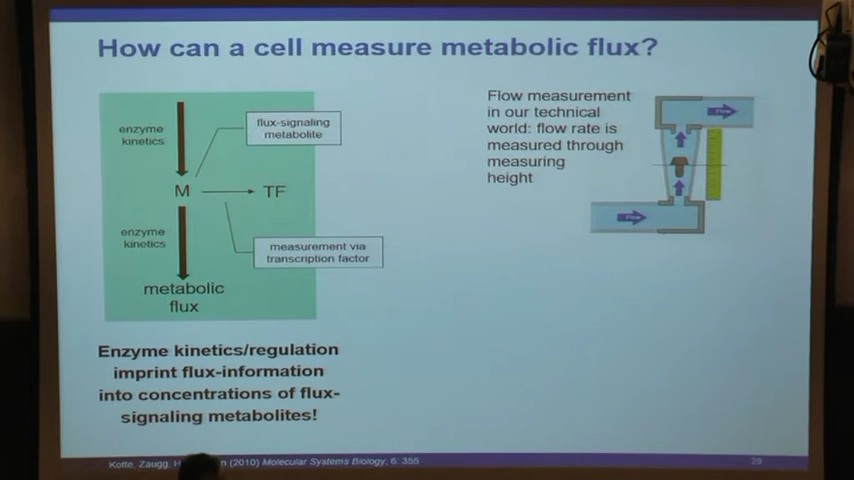 How can a cell measure metabolic flux?
enzyme
kinetics
flux-signaling
metabolite
M
TF
enzyme
kinetics
measurement via
transcription factor
metabolic
flux
Enzyme kinetics/regulation
imprint flux-information
into concentrations of flux-
signaling metabolites!
Flow measurement
in our technical
world: flow rate is
measured through
measuring
height
Flow
Flow
Kotte, Zaugg, (2010) Molecular Systems Biology, 6: 355
29